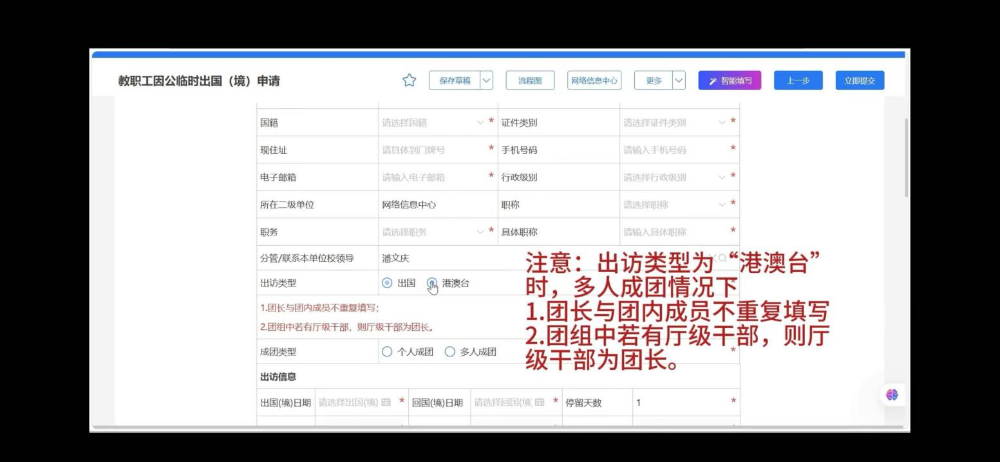 教职工因公临时出国（境）申请
保存草稿
流程图
网络信息中心
更多
智能填写
上一步
立即提交
国籍 请选择国籍 * 证件类别 请选择证件类别 *
现住址 请具体到门牌号 * 手机号码 请输入手机号码 *
电子邮箱 请输入电子邮箱 * 行政级别 请选择行政级别 *
所在二级单位 网络信息中心 职称 请选择职称 *
职务 请选择职务 * 具体职称 请输入具体职称 *
分管/联系本单位校领导 潘文庆
出访类型 出国 港澳台 *
1.团长与团内成员不重复填写；
2.团组中若有厅级干部，则厅级干部为团长。
成团类型 个人成团 多人成团 *
出访信息
出国(境)日期 请选择出国(境) * 回国(境)日期 请选择回国(境 * 停留天数 1 *
注意：出访类型为“港澳台”
时，多人成团情况下
1.团长与团内成员不重复填写
2.团组中若有厅级干部，则厅
级干部为团长。